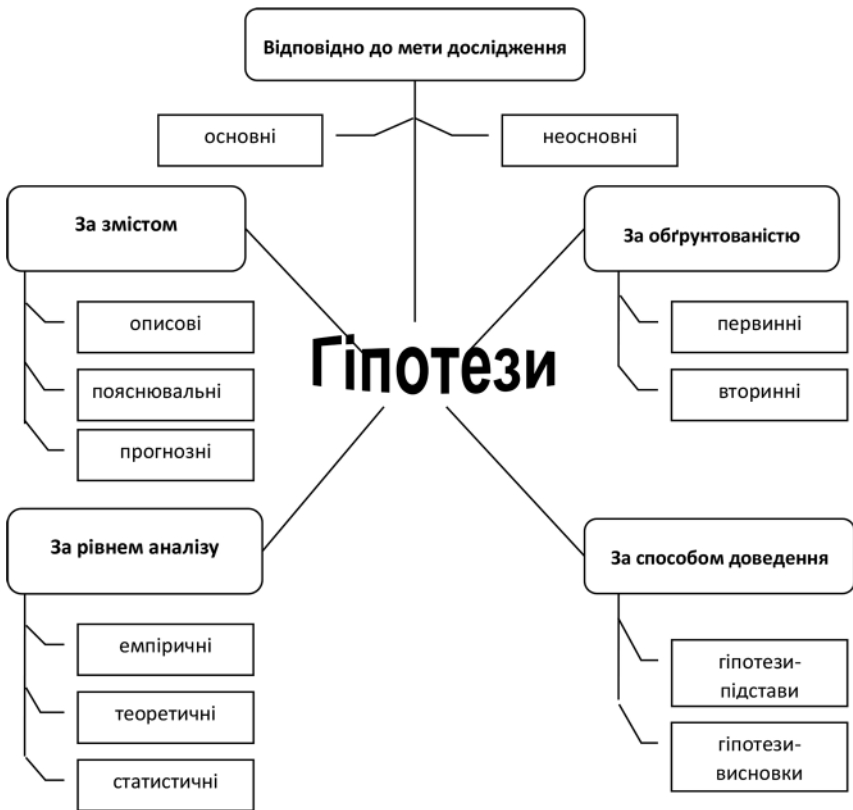 Відповідно до мети дослідження
основні
неосновні
За змістом
описові
пояснювальні
прогнозні
За обґрунтованістю
первинні
вторинні
Гіпотези
За рівнем аналізу
емпіричні
теоретичні
статистичні
За способом доведення
гіпотези-
підстави
гіпотези-
висновки